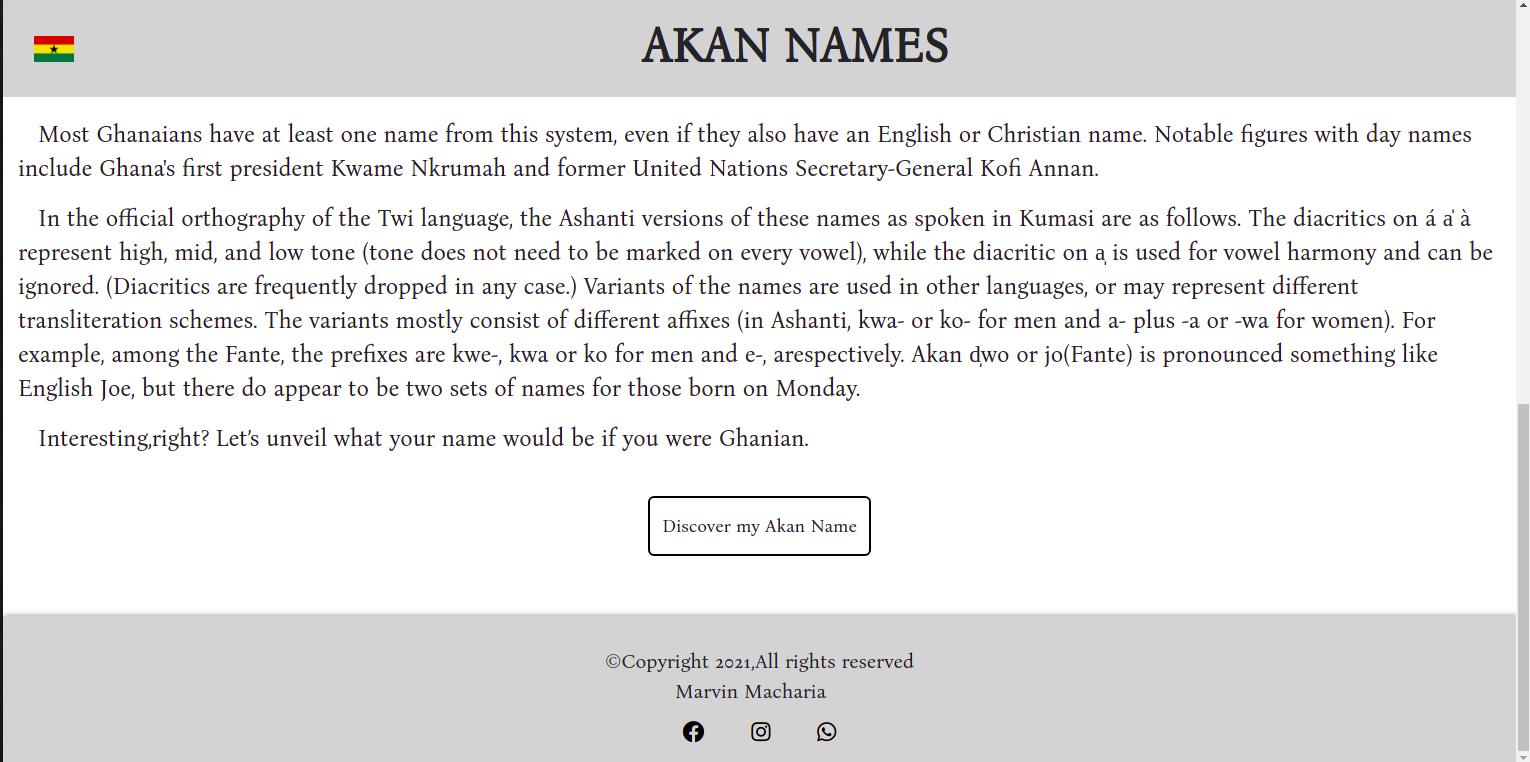 AKAN NAMES
Most Ghanaians have at least one name from this system, even if they also have an English or Christian name. Notable figures with day names
include Ghana's first president Kwame Nkrumah and former United Nations Secretary-General Kofi Annan.
In the official orthography of the Twi language, the Ashanti versions of these names as spoken in Kumasi are as follows. The diacritics on á a̍ à
represent high, mid, and low tone (tone does not need to be marked on every vowel), while the diacritic on a̩ is used for vowel harmony and can be
ignored. (Diacritics are frequently dropped in any case.) Variants of the names are used in other languages, or may represent different
transliteration schemes. The variants mostly consist of different affixes (in Ashanti, kwa- or ko- for men and a- plus -a or -wa for women). For
example, among the Fante, the prefixes are kwe-, kwa or ko for men and e-, arespectively. Akan d̩wo or jo(Fante) is pronounced something like
English Joe, but there do appear to be two sets of names for those born on Monday.
Interesting,right? Let’s unveil what your name would be if you were Ghanian.
Discover my Akan Name
©Copyright 2021,All rights reserved
Marvin Macharia